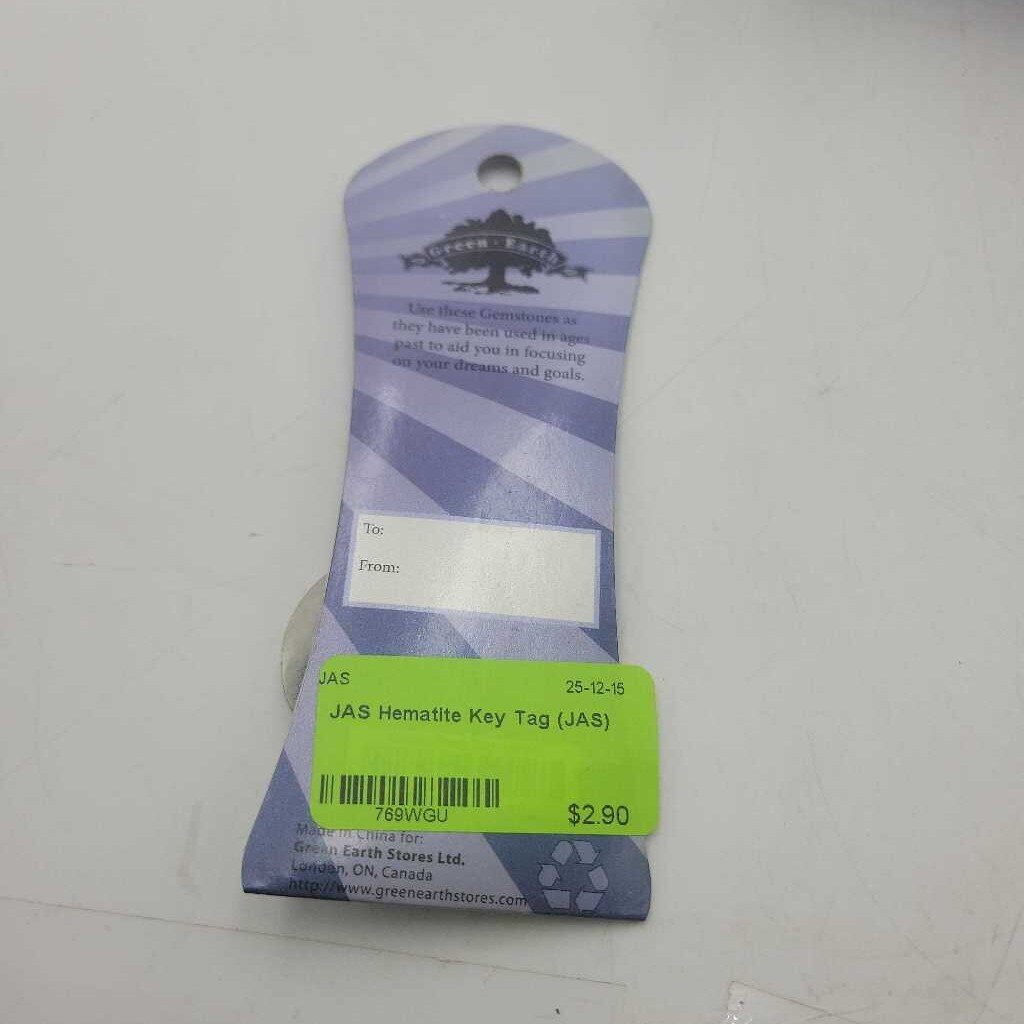 Green Earth
Use these Gemstones as
they have been used in ages
past to aid you in focusing
on your dreams and goals.
To:
From:
JAS
25-12-15
JAS Hematite Key Tag (JAS)
769WGU
$2.90
Made in China for:
Green Earth Stores Ltd.
London, ON, Canada
http://www.greenearthstores.com